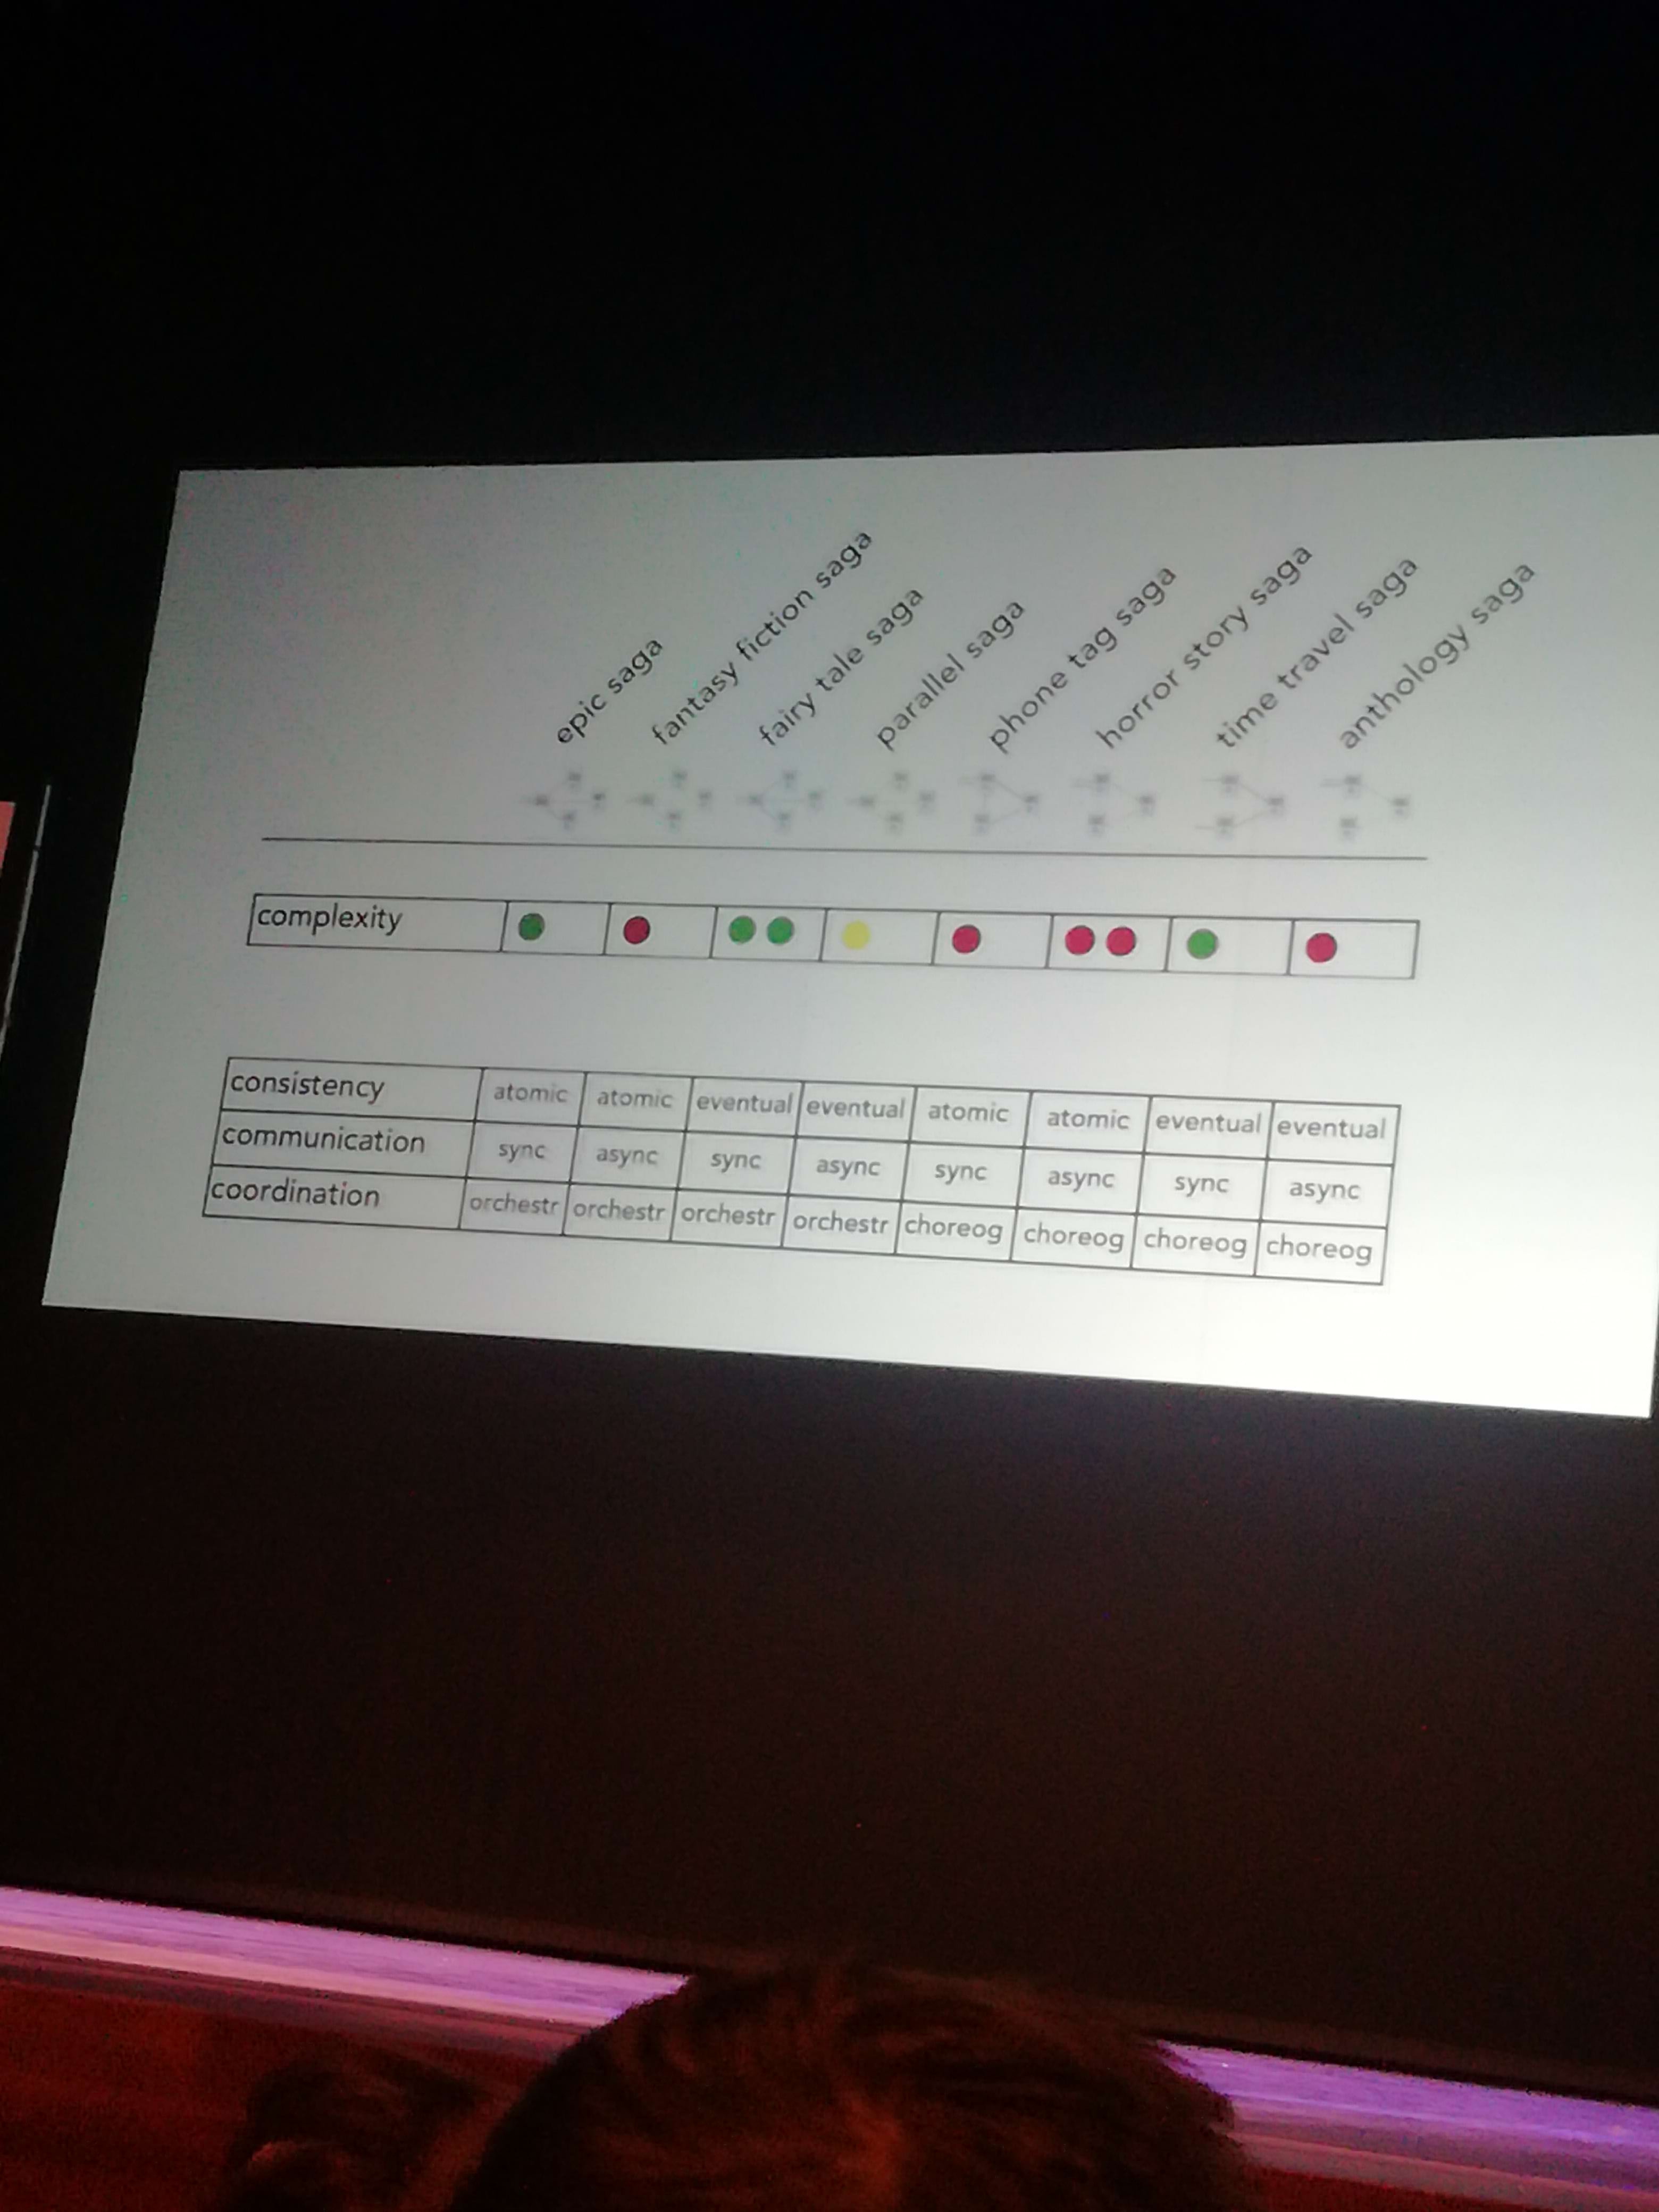 epic saga
fantasy fiction saga
fairy tale saga
parallel saga
phone tag saga
horror story saga
time travel saga
anthology saga
complexity
consistency atomic atomic eventual eventual atomic atomic eventual eventual
communication sync async sync async sync async sync async
coordination orchestr orchestr orchestr orchestr choreog choreog choreog choreog